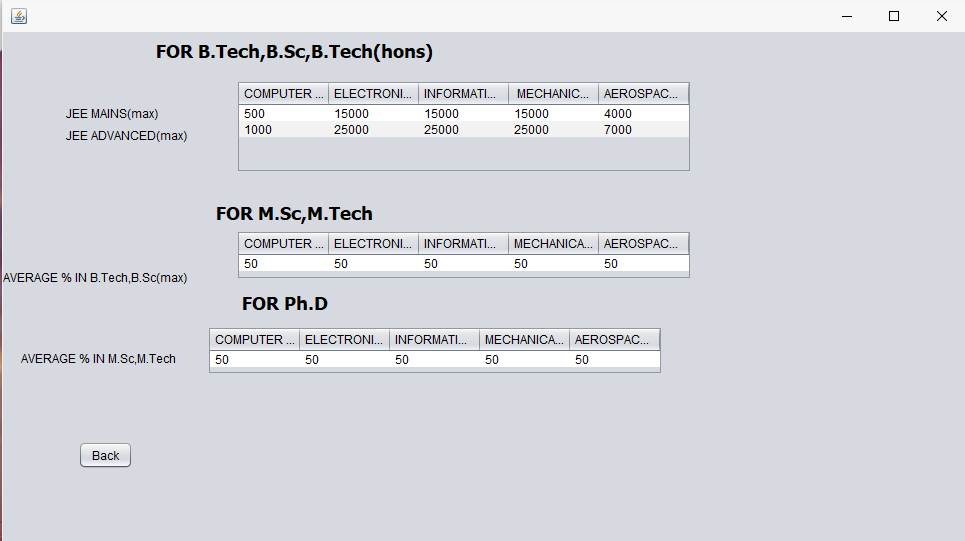 FOR B.Tech,B.Sc,B.Tech(hons)
COMPUTER ... ELECTRONI... INFORMATI... MECHANIC... AEROSPAC...
JEE MAINS(max) 500 15000 15000 15000 4000
JEE ADVANCED(max) 1000 25000 25000 25000 7000
FOR M.Sc,M.Tech
COMPUTER ... ELECTRONI... INFORMATI... MECHANICA... AEROSPAC...
50 50 50 50 50
AVERAGE % IN B.Tech,B.Sc(max)
FOR Ph.D
COMPUTER ... ELECTRONI... INFORMATI... MECHANICA... AEROSPAC...
AVERAGE % IN M.Sc,M.Tech 50 50 50 50 50
Back